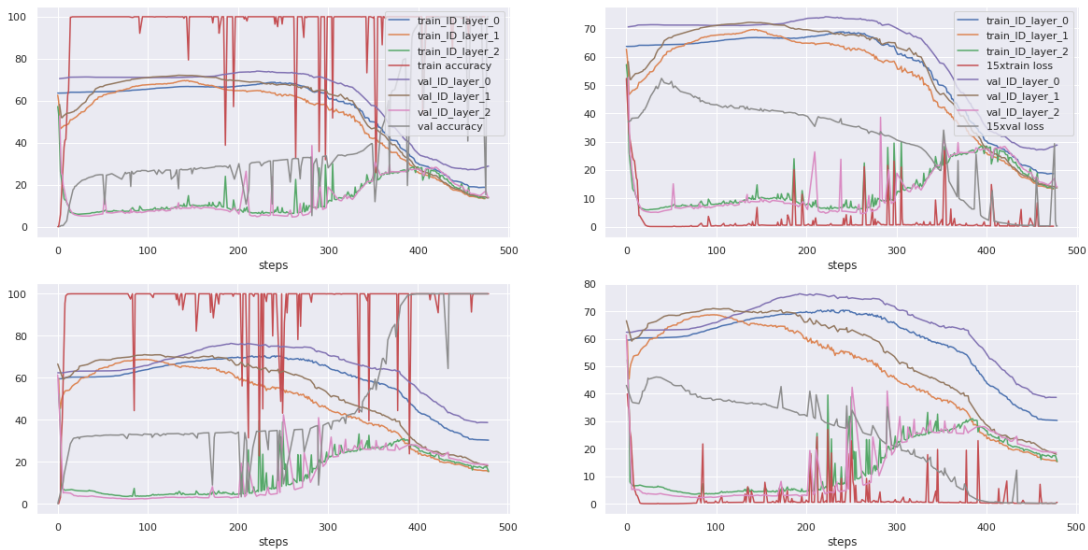 100
80
60
40
20
0
0
100
200
300
400
500
steps
train_ID_layer_0
train_ID_layer_1
train_ID_layer_2
train accuracy
val_ID_layer_0
val_ID_layer_1
val_ID_layer_2
val accuracy
70
60
50
40
30
20
10
0
0
100
200
300
400
500
steps
train_ID_layer_0
train_ID_layer_1
train_ID_layer_2
15xtrain loss
val_ID_layer_0
val_ID_layer_1
val_ID_layer_2
15xval loss
100
80
60
40
20
0
0
100
200
300
400
500
steps
80
70
60
50
40
30
20
10
0
0
100
200
300
400
500
steps